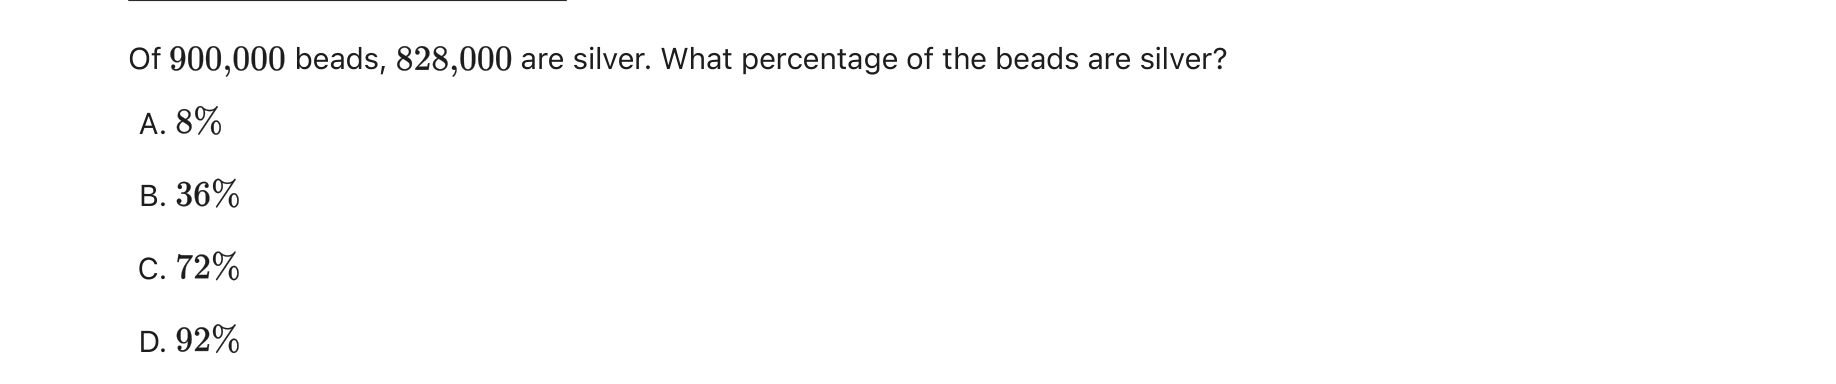 Of 900,000 beads, 828,000 are silver. What percentage of the beads are silver?
A. 8%
B. 36%
C. 72%
D. 92%